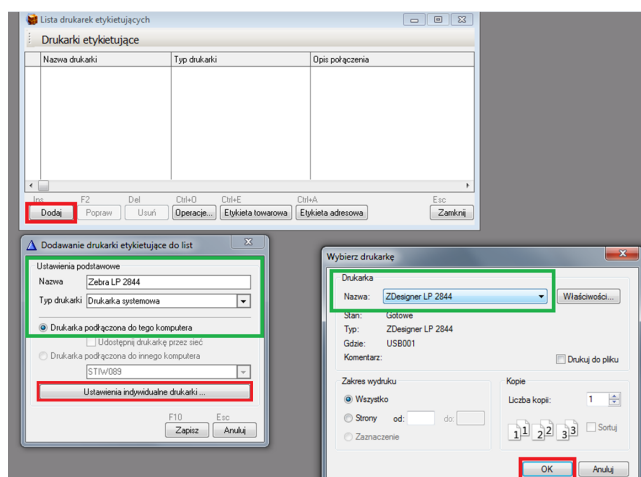 Lista drukarek etykietujących
Drukarki etykietujące
Nazwa drukarki Typ drukarki Opis połączenia
Ins F2 Del Ctrl+O Ctrl+E Ctrl+A Esc
Dodaj Popraw Usuń Operacje... Etykieta towarowa Etykieta adresowa Zamknij
Dodawanie drukarki etykietujące do list
Ustawienia podstawowe
Nazwa Zebra LP 2844
Typ drukarki Drukarka systemowa
Drukarka podłączona do tego komputera
Udostępnij drukarkę przez sieć
Drukarka podłączona do innego komputera
STIW089
Ustawienia indywidualne drukarki ...
F10 Esc
Zapisz Anuluj
Wybierz drukarkę
Drukarka
Nazwa: ZDesigner LP 2844 Właściwości...
Stan: Gotowe
Typ: ZDesigner LP 2844
Gdzie: USB001
Komentarz: Drukuj do pliku
Zakres wydruku
Wszystko
Strony od: do:
Zaznaczenie
Kopie
Liczba kopii: 1
11 22 33 Sortuj
OK Anuluj